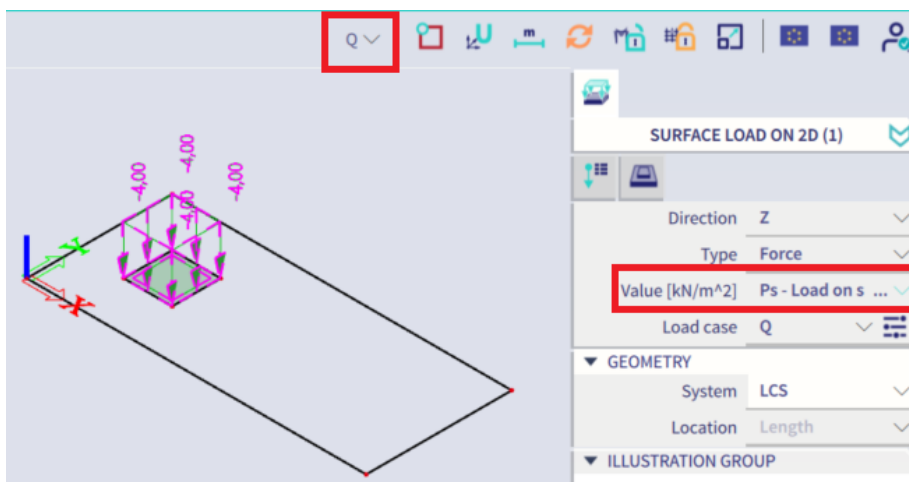 Q
m
SURFACE LOAD ON 2D (1)
-4,00
-4,00
-4,00
-4,00
Direction Z
Type Force
Value [kN/m^2] Ps - Load on s ...
Load case Q
GEOMETRY
System LCS
Location Length
ILLUSTRATION GROUP
X